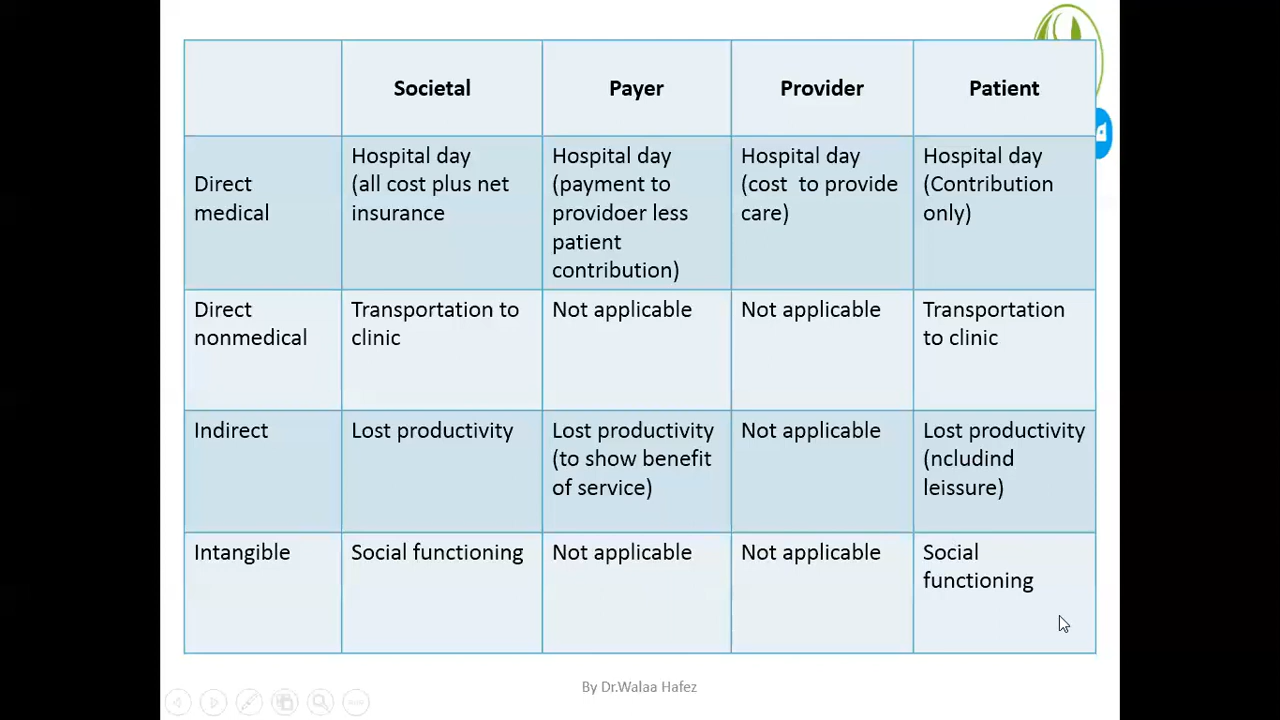 Societal
Payer
Provider
Patient
Direct
medical
Hospital day
(all cost plus net
insurance
Hospital day
(payment to
providoer less
patient
contribution)
Hospital day
(cost  to provide
care)
Hospital day
(Contribution
only)
Direct
nonmedical
Transportation to
clinic
Not applicable
Not applicable
Transportation
to clinic
Indirect
Lost productivity
Lost productivity
(to show benefit
of service)
Not applicable
Lost productivity
(ncludind
leissure)
Intangible
Social functioning
Not applicable
Not applicable
Social
functioning
By Dr.Walaa Hafez